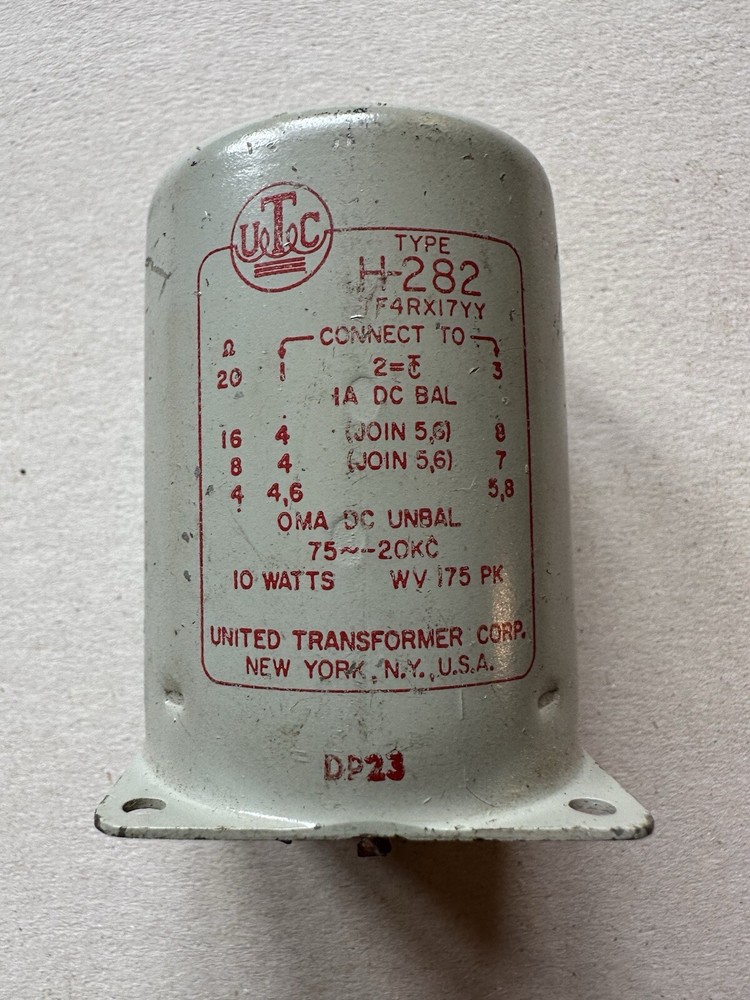 UTC
TYPE
H-282
TF4RX17YY
CONNECT TO
Ω
20 1 2=℄ 3
1A DC BAL
16 4 (JOIN 5,6) 8
8 4 (JOIN 5,6) 7
4 4,6 5,8
0MA DC UNBAL
75~-20KC
10 WATTS WV 175 PK
UNITED TRANSFORMER CORP.
NEW YORK, N.Y., U.S.A.
DP23